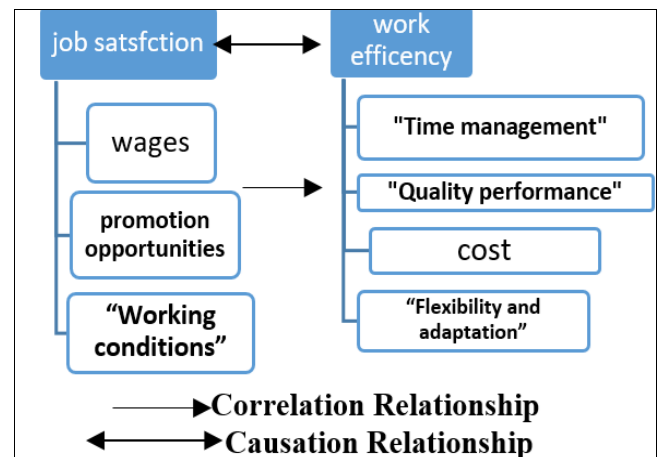 job satsfction
work
efficency
wages
promotion
opportunities
“Working
conditions”
"Time management"
"Quality performance"
cost
“Flexibility and
adaptation”
Correlation Relationship
Causation Relationship